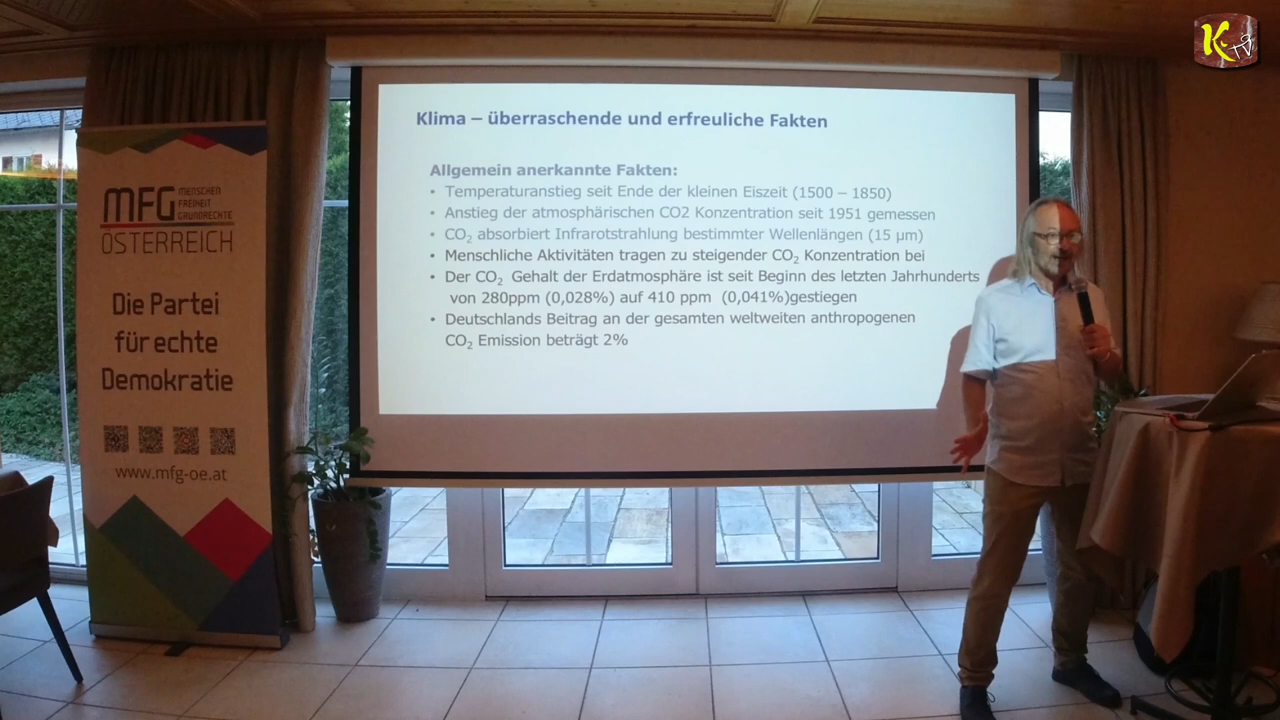 K
TV
Klima – überraschende und erfreuliche Fakten
Allgemein anerkannte Fakten:
• Temperaturanstieg seit Ende der kleinen Eiszeit (1500 – 1850)
• Anstieg der atmosphärischen CO2 Konzentration seit 1951 gemessen
• CO₂ absorbiert Infrarotstrahlung bestimmter Wellenlängen (15 µm)
• Menschliche Aktivitäten tragen zu steigender CO₂ Konzentration bei
• Der CO₂ Gehalt der Erdatmosphäre ist seit Beginn des letzten Jahrhunderts
von 280ppm (0,028%) auf 410 ppm (0,041%)gestiegen
• Deutschlands Beitrag an der gesamten weltweiten anthropogenen
CO₂ Emission beträgt 2%
MFG
MENSCHEN
FREIHEIT
GRUNDRECHTE
ÖSTERREICH
Die Partei
für echte
Demokratie
www.mfg-oe.at